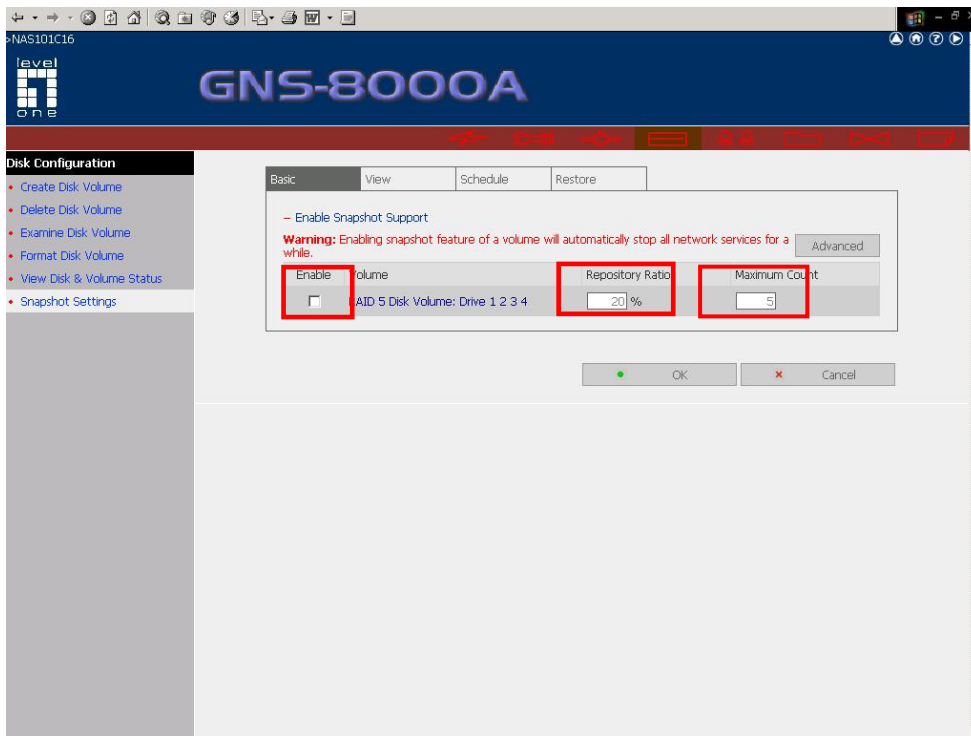 >NAS101C16
level
one
GNS-8000A
Disk Configuration
• Create Disk Volume
• Delete Disk Volume
• Examine Disk Volume
• Format Disk Volume
• View Disk & Volume Status
• Snapshot Settings
Basic View Schedule Restore
– Enable Snapshot Support
Warning: Enabling snapshot feature of a volume will automatically stop all network services for a
while.
Advanced
Enable Volume Repository Ratio Maximum Count
RAID 5 Disk Volume: Drive 1 2 3 4 20 % 5
OK Cancel